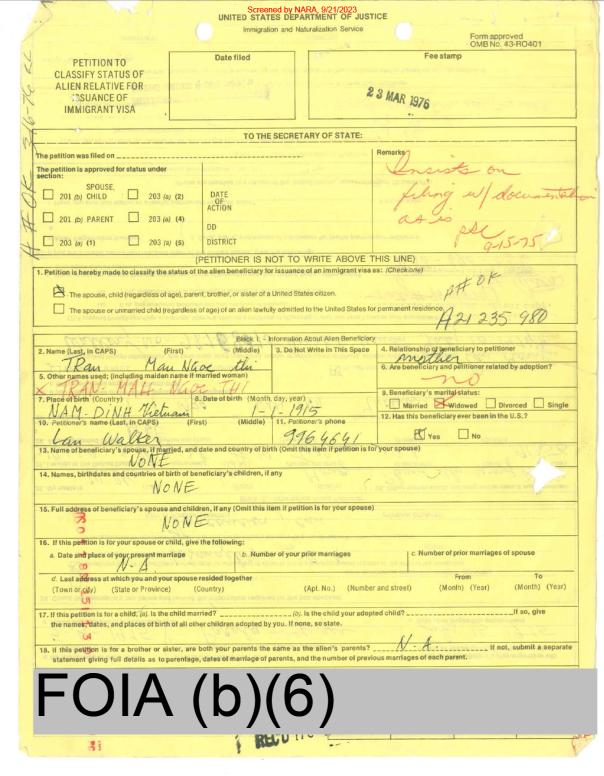 Screened by NARA, 9/21/2023
UNITED STATES DEPARTMENT OF JUSTICE
Immigration and Naturalization Service
Form approved
OMB No. 43-RO401
PETITION TO
CLASSIFY STATUS OF
ALIEN RELATIVE FOR
ISSUANCE OF
IMMIGRANT VISA
Date filed
Fee stamp
23 MAR 1976
TO THE SECRETARY OF STATE:
The petition was filed on
The petition is approved for status under
section:
201 (b) SPOUSE, CHILD
203 (a) (2)
201 (b) PARENT
203 (a) (4)
203 (a) (1)
203 (a) (5)
DATE
OF
ACTION
DD
DISTRICT
Remarks
Insists on
filing w/ documentation
as is
9-15-75
(PETITIONER IS NOT TO WRITE ABOVE THIS LINE)
1. Petition is hereby made to classify the status of the alien beneficiary for issuance of an immigrant visa as: (Check one)
The spouse, child (regardless of age), parent, brother, or sister of a United States citizen.
The spouse or unmarried child (regardless of age) of an alien lawfully admitted to the United States for permanent residence.
A21 235 980
Block I. - Information About Alien Beneficiary
2. Name (Last, in CAPS) (First) (Middle)
TRan Mau Ngoc thi
3. Do Not Write in This Space
4. Relationship of beneficiary to petitioner
mother
5. Other names used; (including maiden name if married woman)
X TRAN- MAU NGOC THI
6. Are beneficiary and petitioner related by adoption?
NO
7. Place of birth (Country)
NAM-DINH Vietnam
8. Date of birth (Month, day, year)
1-1-1915
9. Beneficiary's marital status:
Married Widowed Divorced Single
10. Petitioner's name (Last, in CAPS) (First) (Middle)
Lan Walker
11. Petitioner's phone
9964641
12. Has this beneficiary ever been in the U.S.?
Yes No
13. Name of beneficiary's spouse, if married, and date and country of birth (Omit this item if petition is for your spouse)
NONE
14. Names, birthdates and countries of birth of beneficiary's children, if any
NONE
15. Full address of beneficiary's spouse and children, if any (Omit this item if petition is for your spouse)
NONE
16. If this petition is for your spouse or child, give the following:
a. Date and place of your present marriage
N-A.
b. Number of your prior marriages
c. Number of prior marriages of spouse
d. Last address at which you and your spouse resided together
From To
(Town or city) (State or Province) (Country) (Apt. No.) (Number and street) (Month) (Year) (Month) (Year)
17. If this petition is for a child, (a). Is the child married? (b). Is the child your adopted child? If so, give
the names, dates, and places of birth of all other children adopted by you. If none, so state.
18. If this petition is for a brother or sister, are both your parents the same as the alien's parents? N-A. If not, submit a separate
statement giving full details as to parentage, dates of marriage of parents, and the number of previous marriages of each parent.
FOIA (b)(6)
REC'D